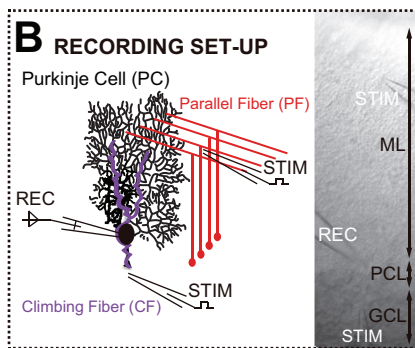 B RECORDING SET-UP
Purkinje Cell (PC)
Parallel Fiber (PF)
STIM
REC
STIM
Climbing Fiber (CF)
STIM
ML
REC
PCL
GCL
STIM